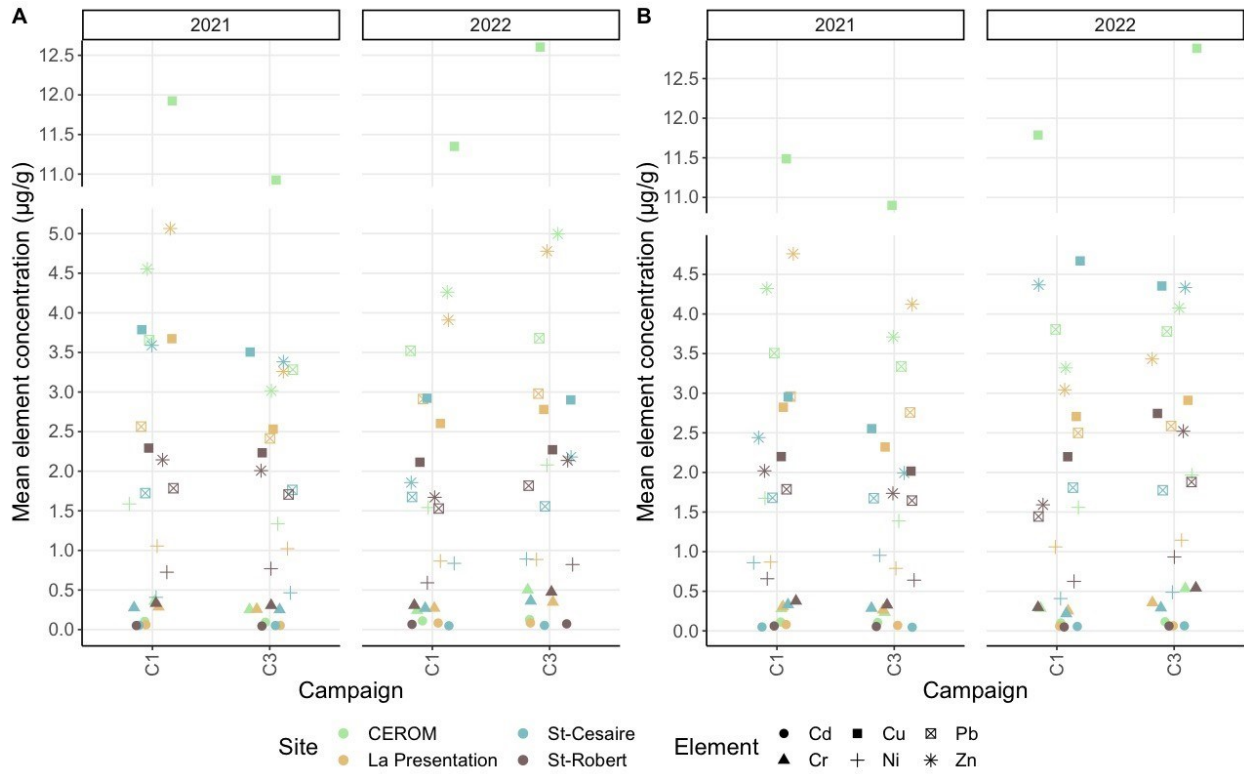 A
2021
2022
12.5
12.0
11.5
11.0
5.0
4.5
4.0
3.5
3.0
2.5
2.0
1.5
1.0
0.5
0.0
Mean element concentration (µg/g)
C1
C3
C1
C3
Campaign
B
2021
2022
12.5
12.0
11.5
11.0
4.5
4.0
3.5
3.0
2.5
2.0
1.5
1.0
0.5
0.0
Mean element concentration (µg/g)
C1
C3
C1
C3
Campaign
Site
CEROM
La Presentation
St-Cesaire
St-Robert
Element
Cd
Cr
Cu
Ni
Pb
Zn